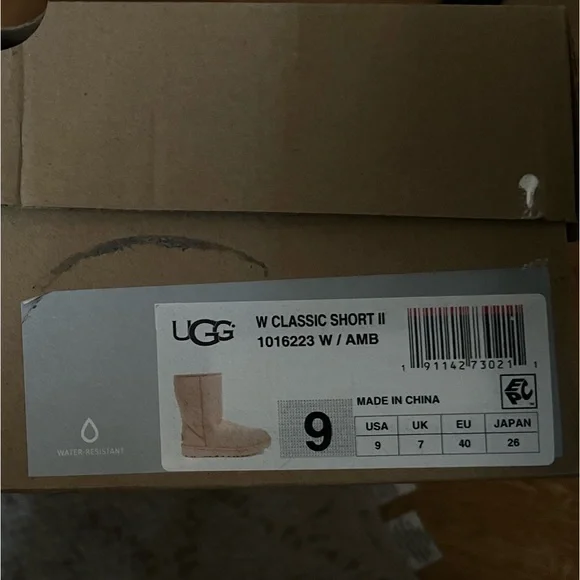 UGG
W CLASSIC SHORT II
1016223 W / AMB
1 91142 73021 1
MADE IN CHINA
EPC
9
USA UK EU JAPAN
9 7 40 26
WATER-RESISTANT